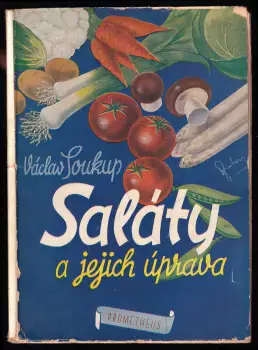 Václav Soukup
Saláty
a jejich úprava
PROMETHEUS